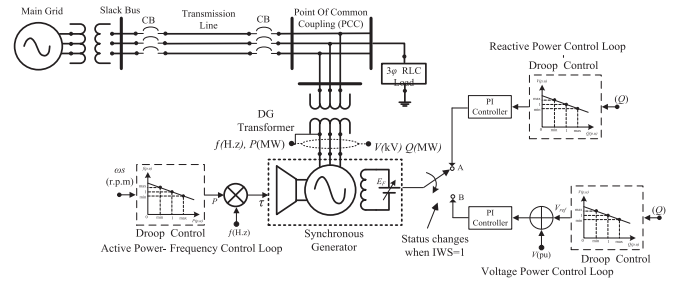 Main Grid
Slack Bus
CB
Transmission
Line
CB
Point Of Common
Coupling (PCC)
3φ RLC
Load
Reactive Power Control Loop
Droop Control
(Q)
PI
Controller
DG
Transformer
f(H.z), P(MW)
V(kV) Q(MW)
A
B
ωs
(r.p.m)
P
τ
f(H.z)
Droop Control
Active Power- Frequency Control Loop
Synchronous
Generator
Status changes
when IWS=1
PI
Controller
V(pu)
(Q)
Droop Control
Voltage Power Control Loop